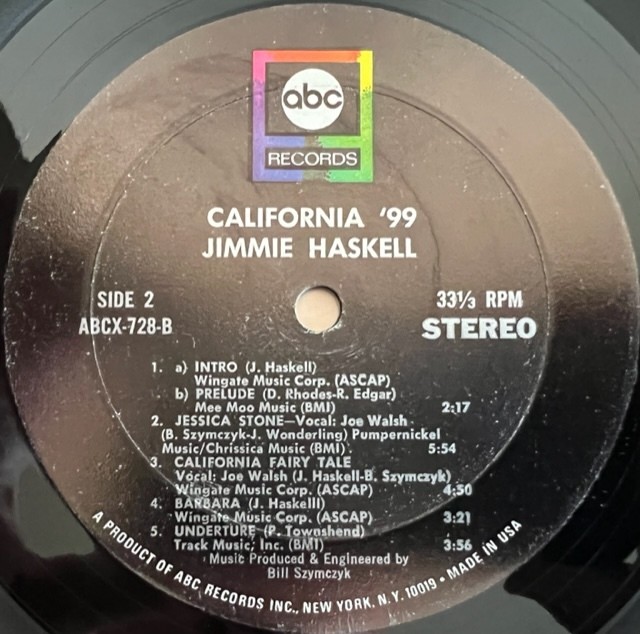 abc
RECORDS
CALIFORNIA '99
JIMMIE HASKELL
SIDE 2
ABCX-728-B
33⅓ RPM
STEREO
1. a) INTRO (J. Haskell)
Wingate Music Corp. (ASCAP)
b) PRELUDE (D. Rhodes-R. Edgar)
Mee Moo Music (BMI) 2:17
2. JESSICA STONE—Vocal: Joe Walsh
(B. Szymczyk-J. Wonderling) Pumpernickel
Music/Chrissica Music (BMI) 5:54
3. CALIFORNIA FAIRY TALE
Vocal: Joe Walsh (J. Haskell-B. Szymczyk)
Wingate Music Corp. (ASCAP) 4:50
4. BARBARA (J. Haskelll)
Wingate Music Corp. (ASCAP) 3:21
5. UNDERTURE (P. Townshend)
Track Music, Inc. (BMI) 3:56
Music Produced & Engineered by
Bill Szymczyk
A PRODUCT OF ABC RECORDS INC., NEW YORK, N.Y. 10019 • MADE IN USA